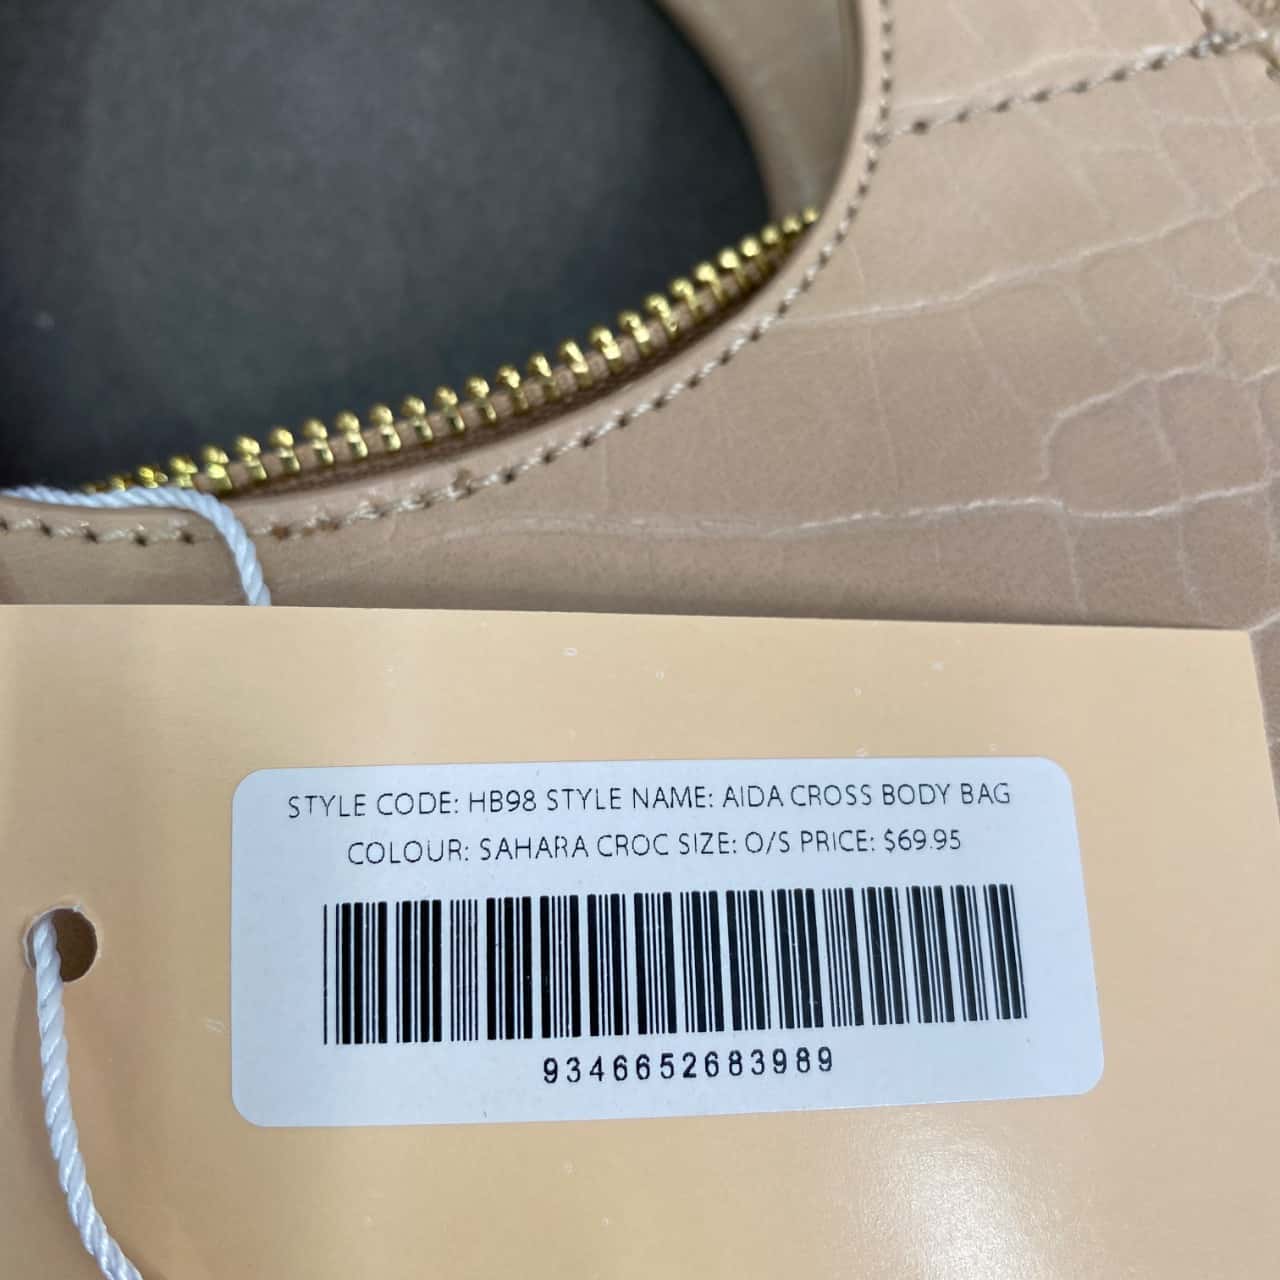 STYLE CODE: HB98 STYLE NAME: AIDA CROSS BODY BAG
COLOUR: SAHARA CROC SIZE: O/S PRICE: $69.95
9346652683989